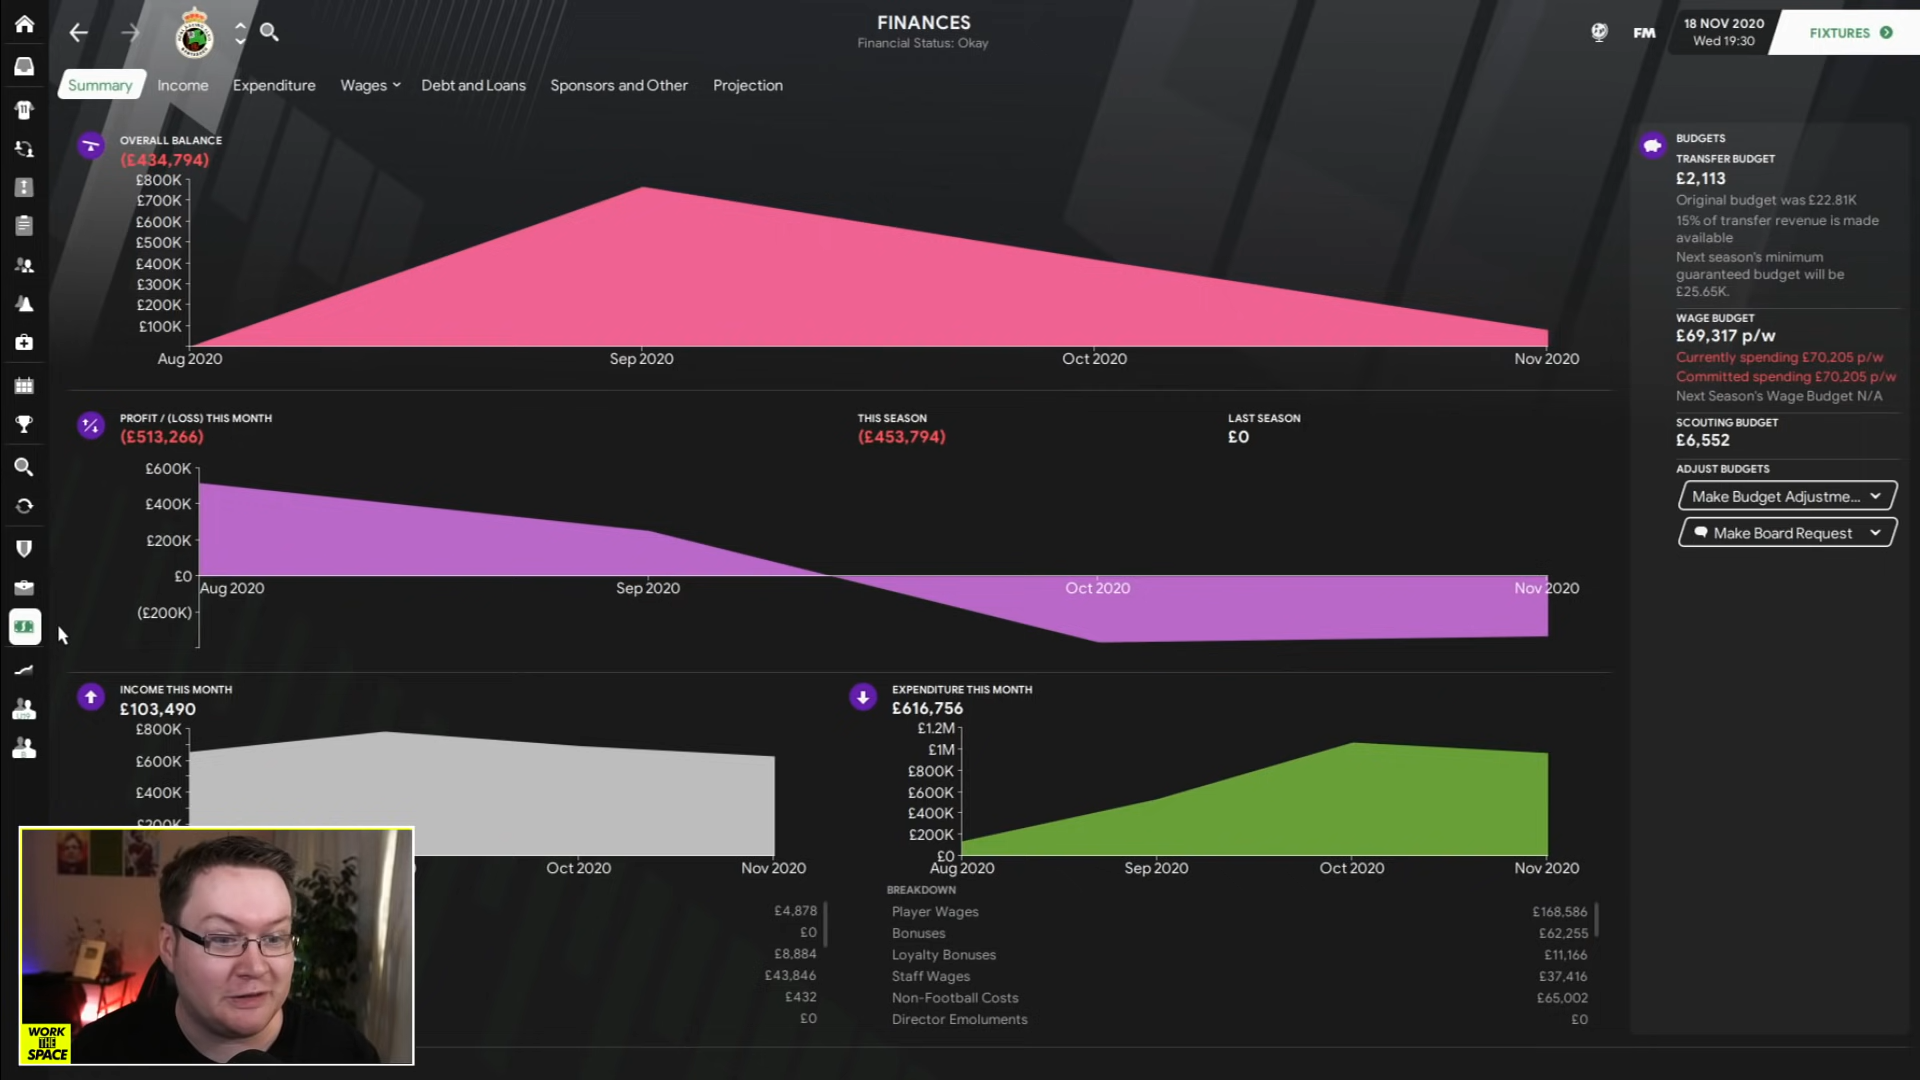 FINANCES
Financial Status: Okay
FM
18 NOV 2020
Wed 19:30
FIXTURES
Summary
Income
Expenditure
Wages
Debt and Loans
Sponsors and Other
Projection
OVERALL BALANCE
(£434,794)
£800K
£700K
£600K
£500K
£400K
£300K
£200K
£100K
Aug 2020
Sep 2020
Oct 2020
Nov 2020
PROFIT / (LOSS) THIS MONTH
(£513,266)
THIS SEASON
(£453,794)
LAST SEASON
£0
£600K
£400K
£200K
£0
(£200K)
Aug 2020
Sep 2020
Oct 2020
Nov 2020
INCOME THIS MONTH
£103,490
£800K
£600K
£400K
£200K
Oct 2020
Nov 2020
£4,878
£0
£8,884
£43,846
£432
£0
EXPENDITURE THIS MONTH
£616,756
£1.2M
£1M
£800K
£600K
£400K
£200K
£0
Aug 2020
Sep 2020
Oct 2020
Nov 2020
BREAKDOWN
Player Wages £168,586
Bonuses £62,255
Loyalty Bonuses £11,166
Staff Wages £37,416
Non-Football Costs £65,002
Director Emoluments £0
BUDGETS
TRANSFER BUDGET
£2,113
Original budget was £22.81K
15% of transfer revenue is made
available
Next season's minimum
guaranteed budget will be
£25.65K.
WAGE BUDGET
£69,317 p/w
Currently spending £70,205 p/w
Committed spending £70,205 p/w
Next Season's Wage Budget N/A
SCOUTING BUDGET
£6,552
ADJUST BUDGETS
Make Budget Adjustme...
Make Board Request
WORK
THE
SPACE